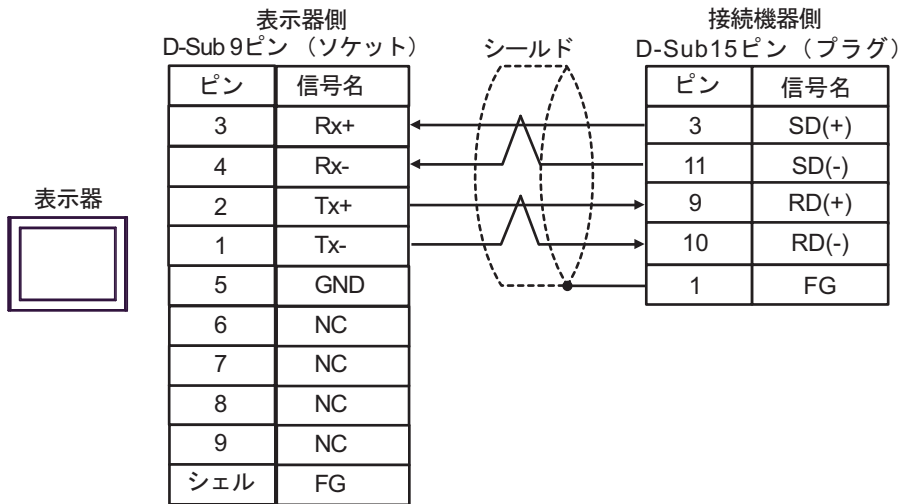 表示器側
D-Sub 9ピン （ソケット）
シールド
接続機器側
D-Sub15ピン（プラグ）
ピン 信号名
3 Rx+
4 Rx-
2 Tx+
1 Tx-
5 GND
6 NC
7 NC
8 NC
9 NC
シェル FG
ピン 信号名
3 SD(+)
11 SD(-)
9 RD(+)
10 RD(-)
1 FG
表示器